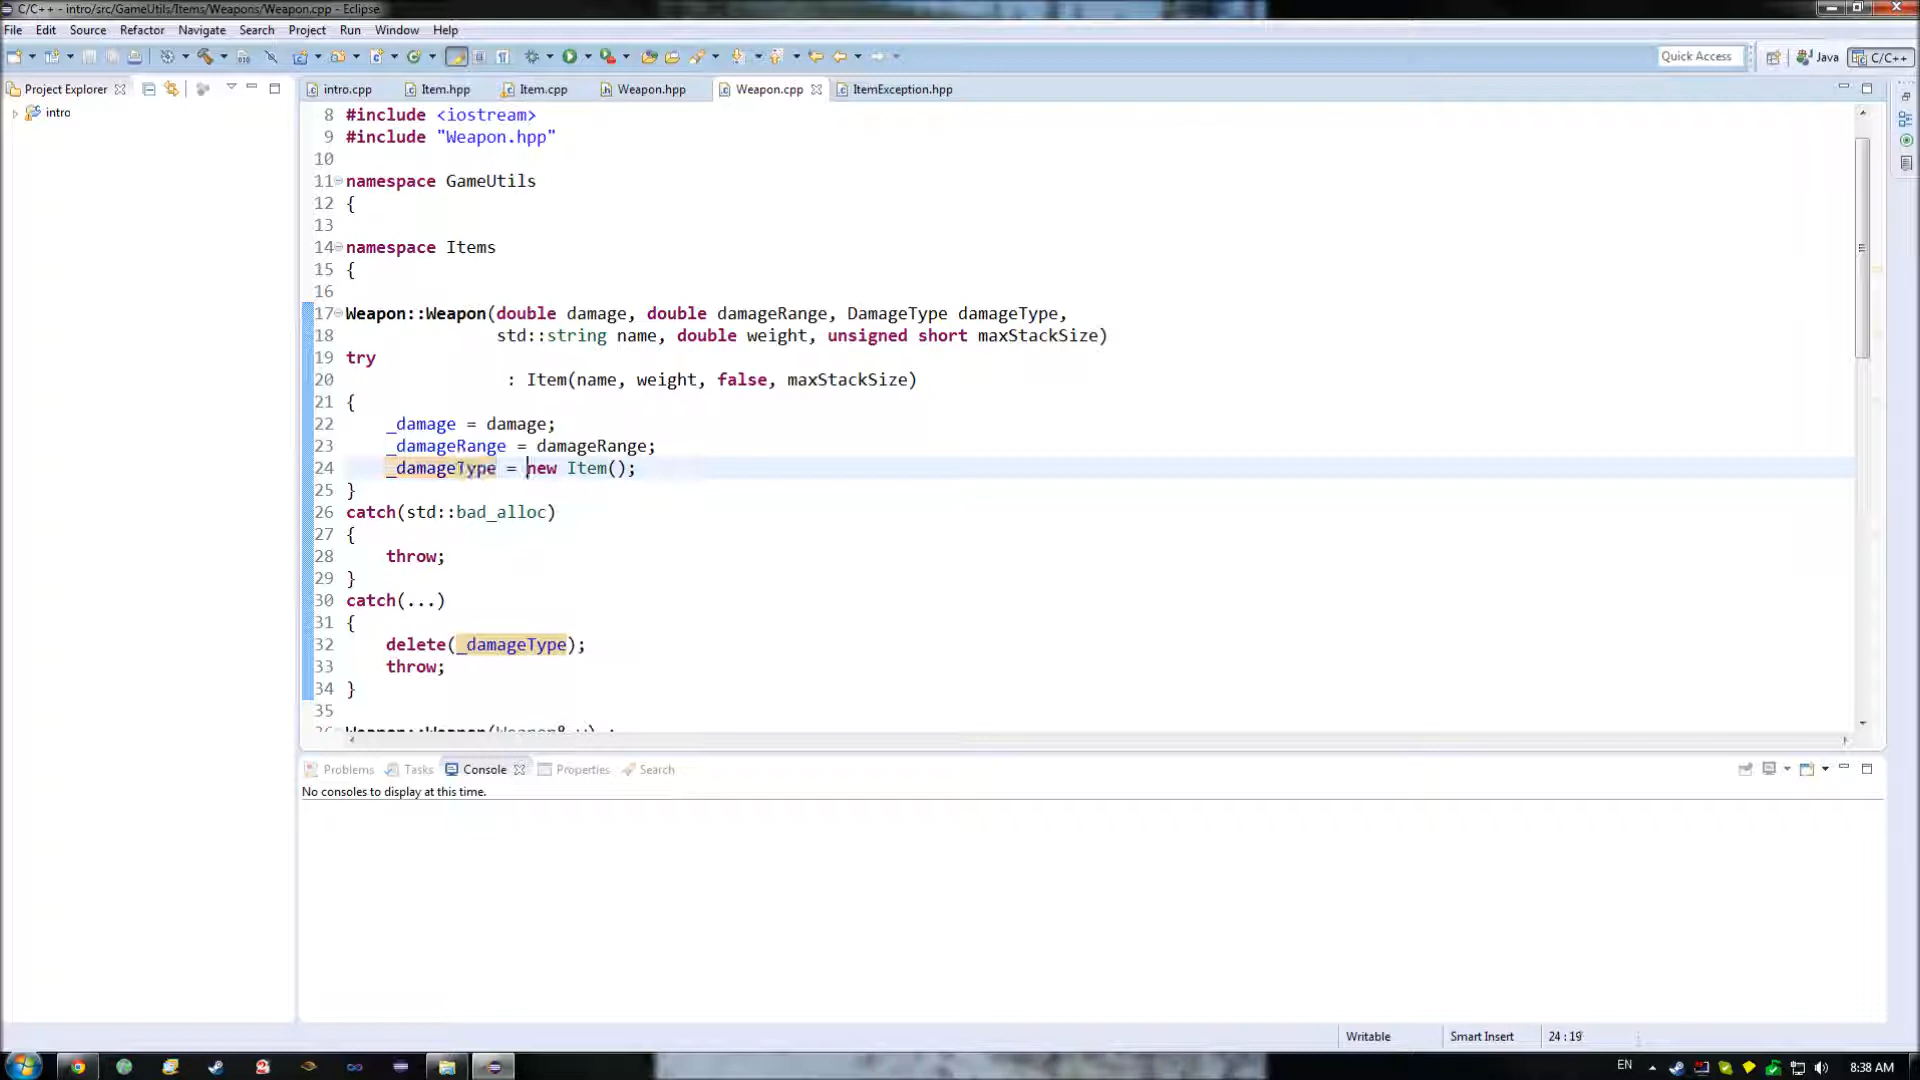 C/C++ - intro/src/GameUtils/Items/Weapons/Weapon.cpp - Eclipse
File Edit Source Refactor Navigate Search Project Run Window Help
Quick Access Java C/C++
Project Explorer intro.cpp Item.hpp Item.cpp Weapon.hpp Weapon.cpp ItemException.hpp
intro
8 #include <iostream>
9 #include "Weapon.hpp"
10
11 namespace GameUtils
12 {
13
14 namespace Items
15 {
16
17 Weapon::Weapon(double damage, double damageRange, DamageType damageType,
18 std::string name, double weight, unsigned short maxStackSize)
19 try
20 : Item(name, weight, false, maxStackSize)
21 {
22 _damage = damage;
23 _damageRange = damageRange;
24 _damageType = new Item();
25 }
26 catch(std::bad_alloc)
27 {
28 throw;
29 }
30 catch(...)
31 {
32 delete(_damageType);
33 throw;
34 }
35
Problems Tasks Console Properties Search
No consoles to display at this time.
Writable Smart Insert 24 : 19
EN 8:38 AM